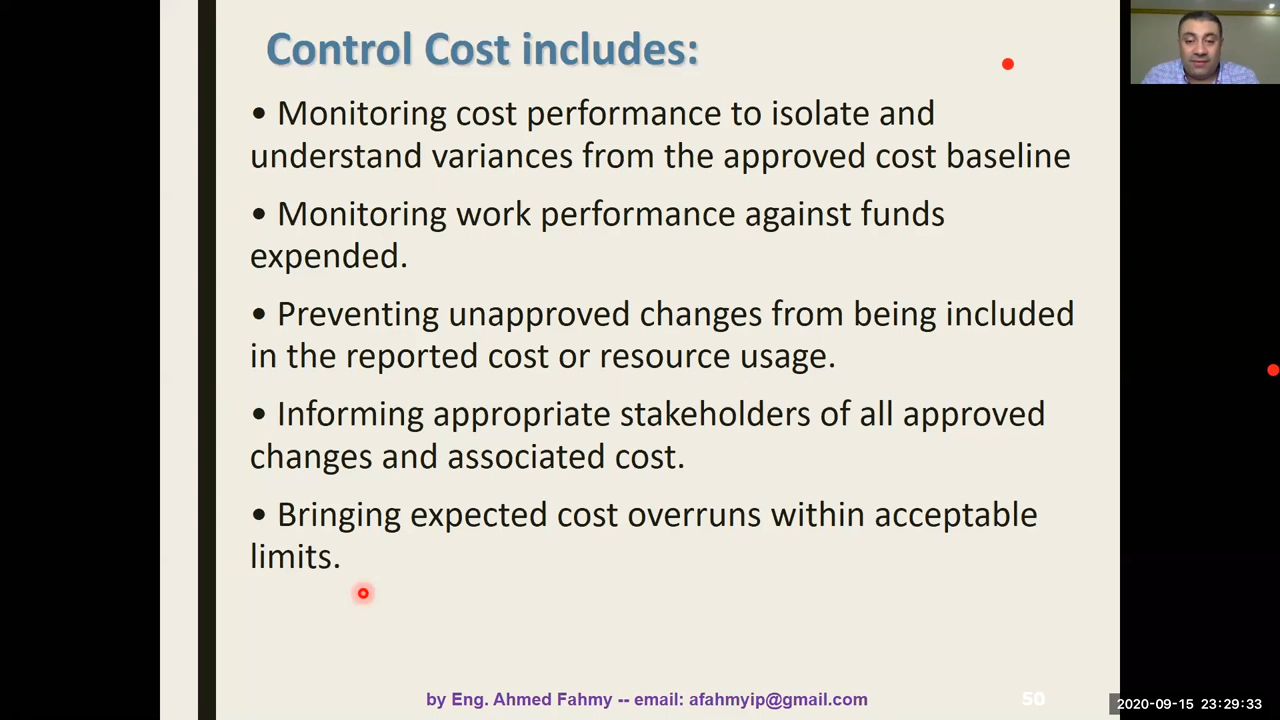 Control Cost includes:
• Monitoring cost performance to isolate and
understand variances from the approved cost baseline
• Monitoring work performance against funds
expended.
• Preventing unapproved changes from being included
in the reported cost or resource usage.
• Informing appropriate stakeholders of all approved
changes and associated cost.
• Bringing expected cost overruns within acceptable
limits.
by Eng. Ahmed Fahmy -- email: afahmyip@gmail.com
50
2020-09-15 23:29:33